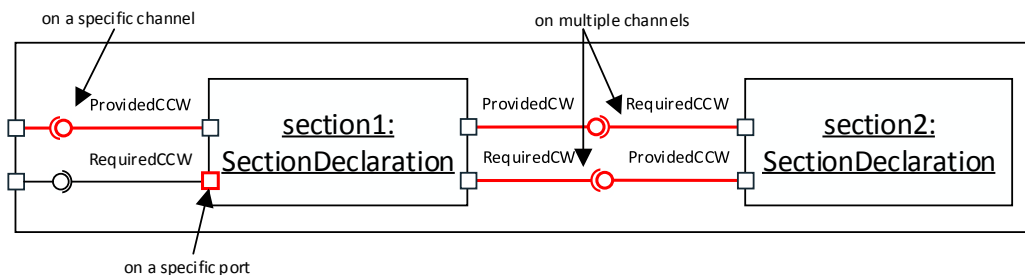 on a specific channel
on multiple channels
ProvidedCCW
ProvidedCW
RequiredCCW
section1:
SectionDeclaration
section2:
SectionDeclaration
RequiredCCW
RequiredCW
ProvidedCCW
on a specific port